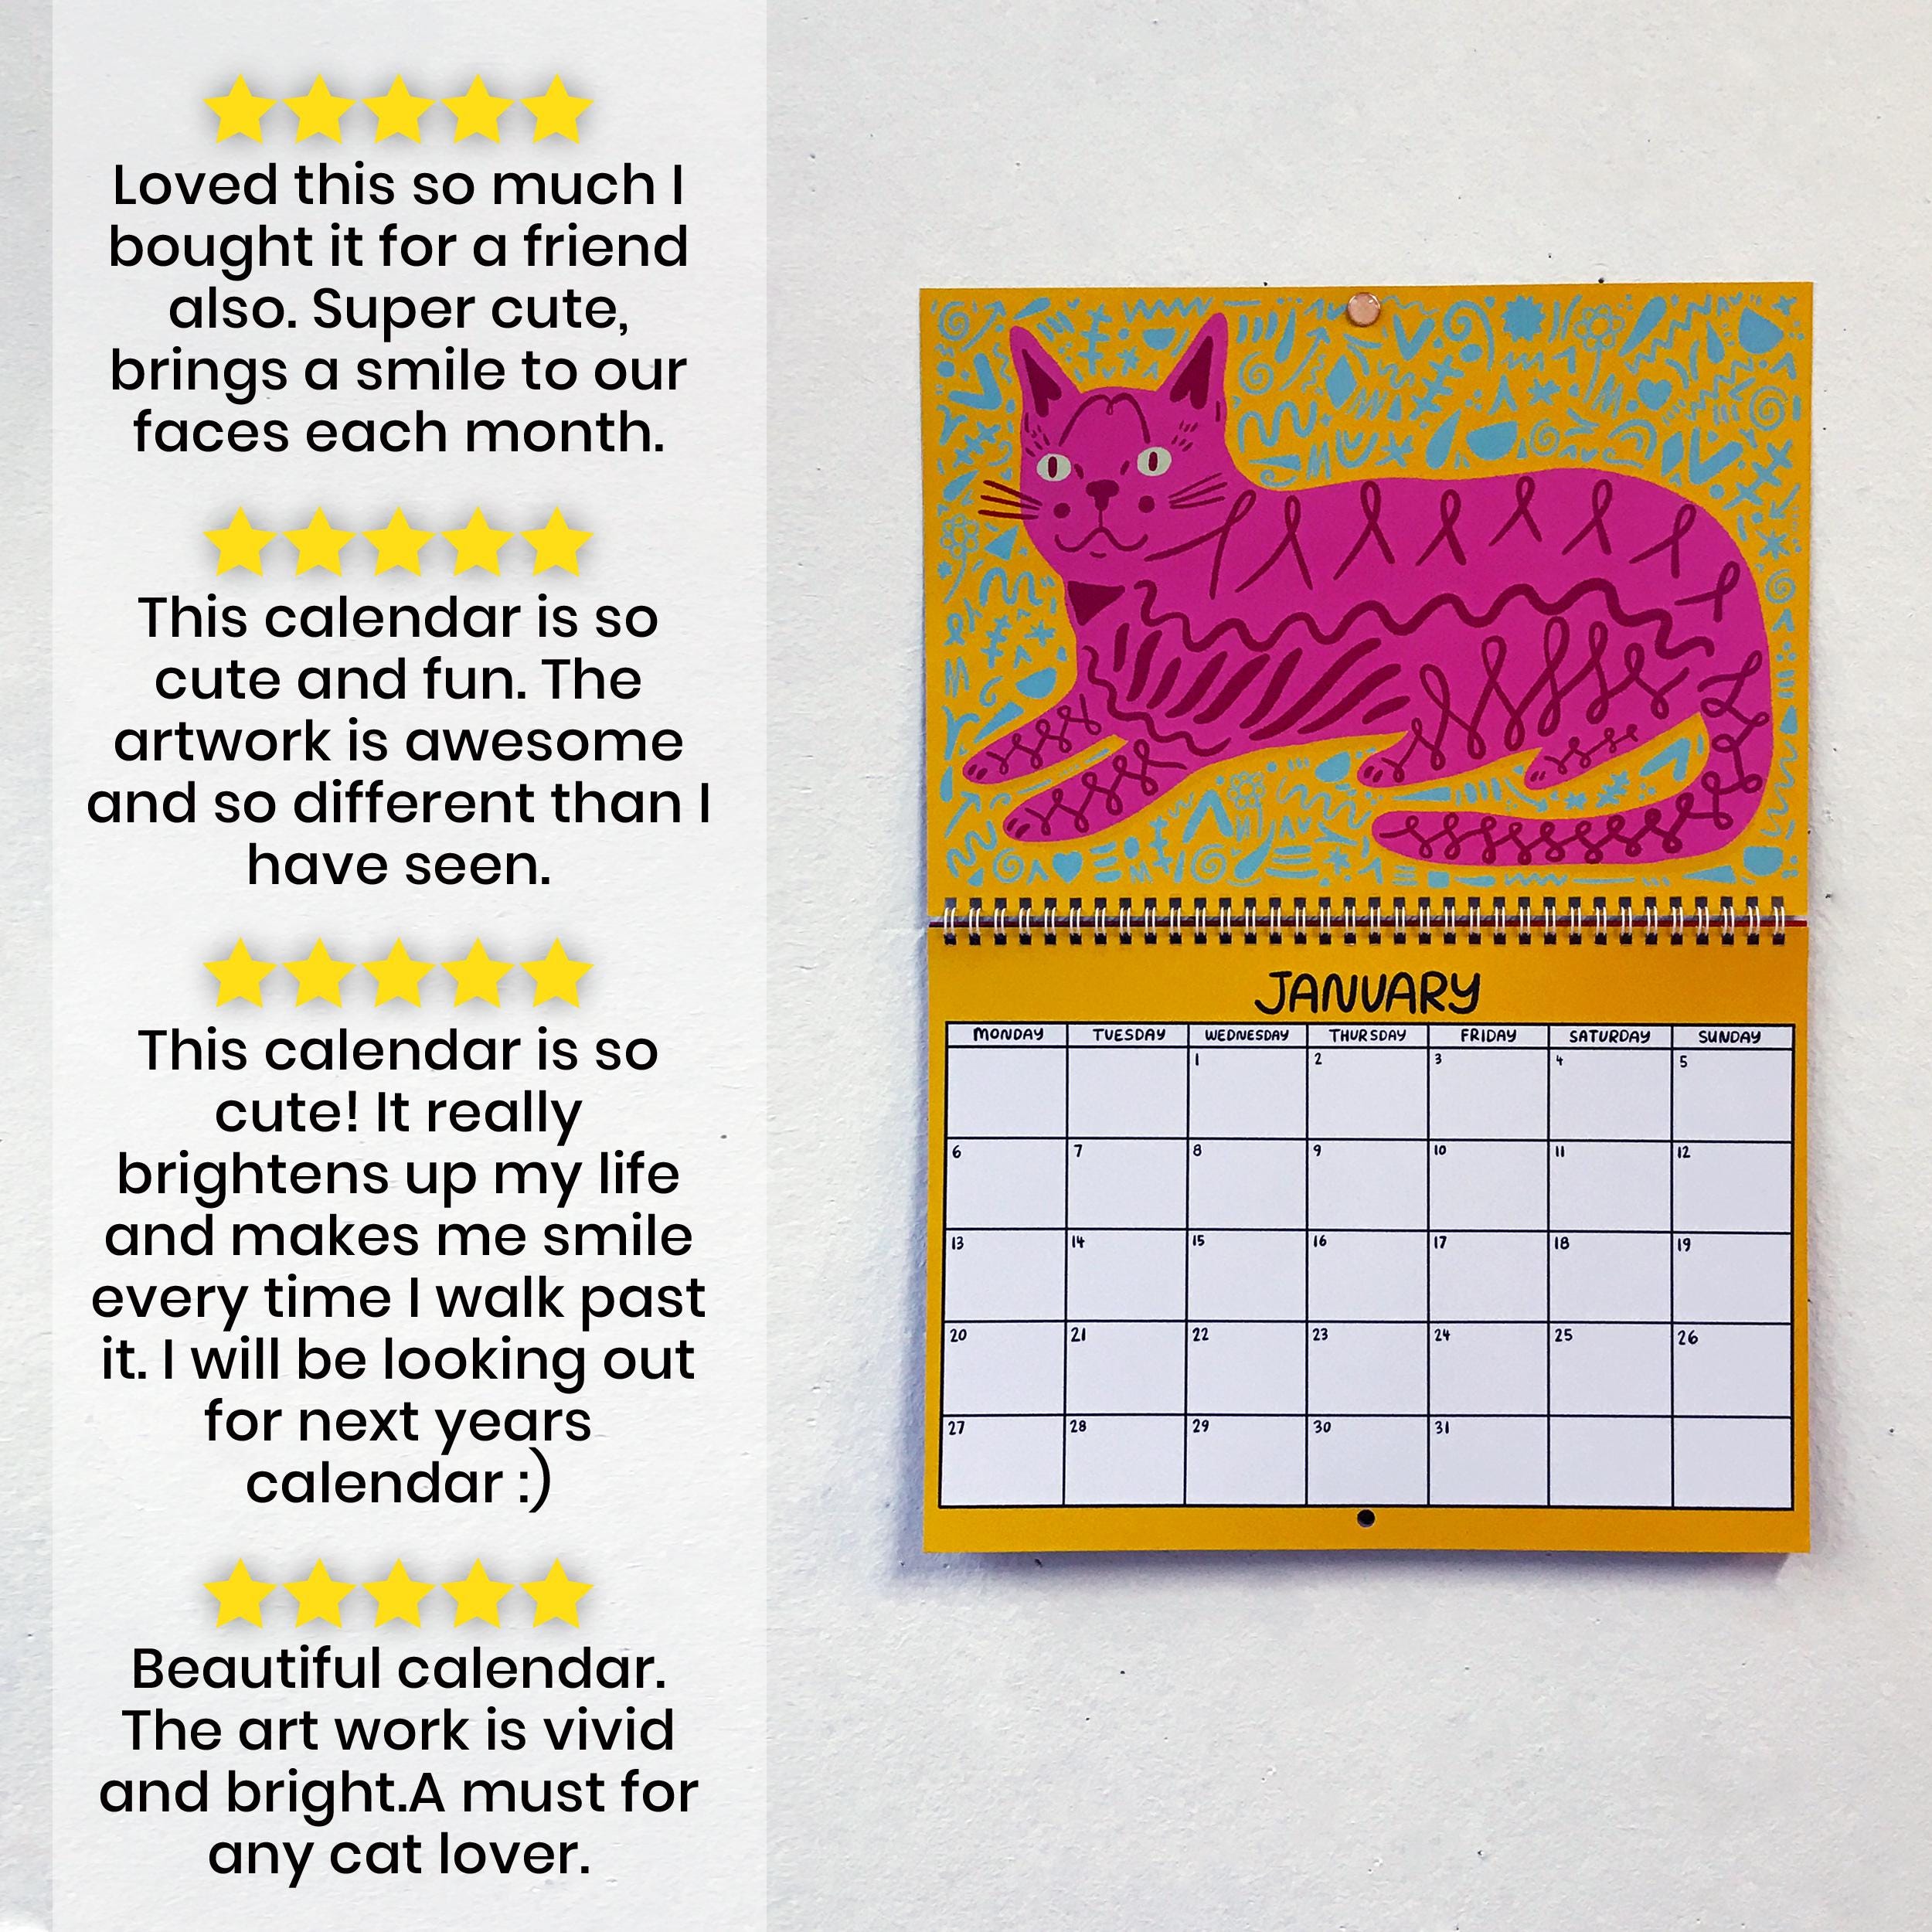 Loved this so much I
bought it for a friend
also. Super cute,
brings a smile to our
faces each month.
This calendar is so
cute and fun. The
artwork is awesome
and so different than I
have seen.
This calendar is so
cute! It really
brightens up my life
and makes me smile
every time I walk past
it. I will be looking out
for next years
calendar :)
Beautiful calendar.
The art work is vivid
and bright.A must for
any cat lover.
JANUARY
MONDAY TUESDAY WEDNESDAY THURSDAY FRIDAY SATURDAY SUNDAY
1 2 3 4 5
6 7 8 9 10 11 12
13 14 15 16 17 18 19
20 21 22 23 24 25 26
27 28 29 30 31